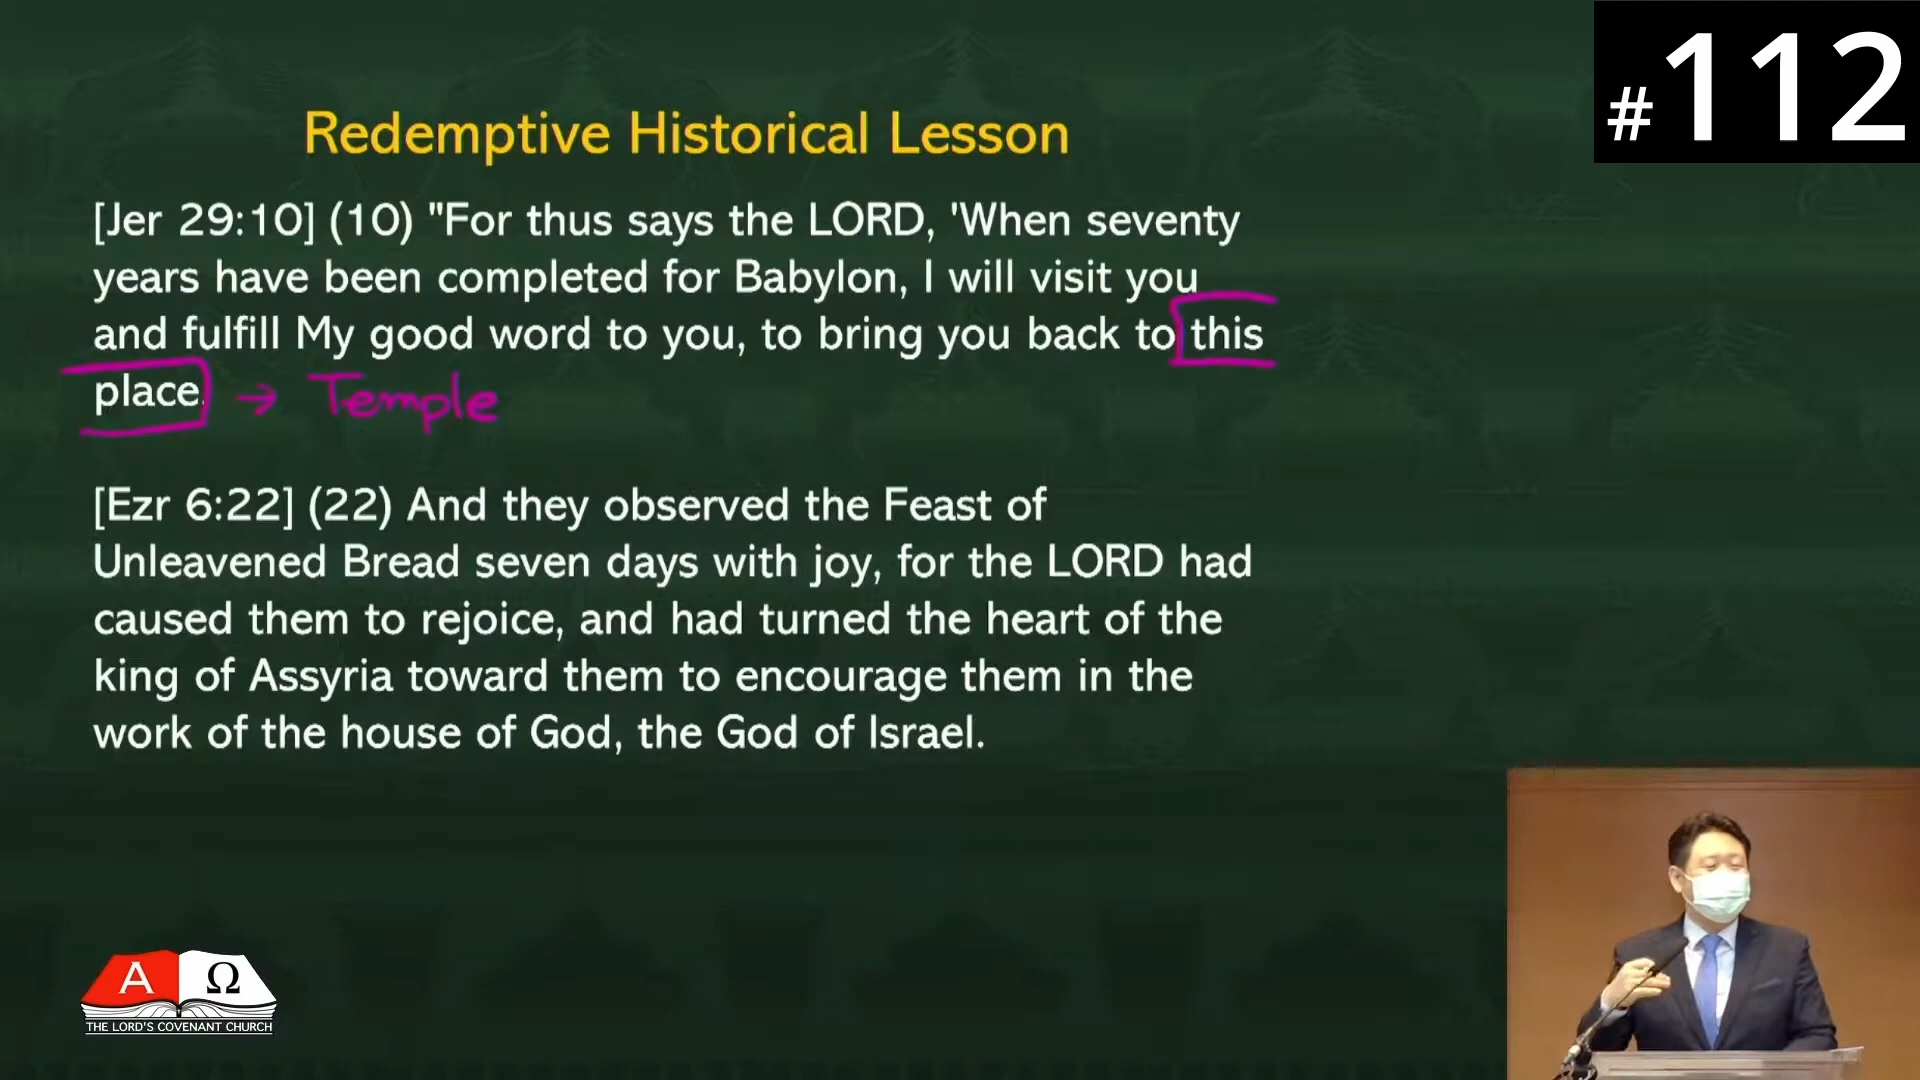 #112
Redemptive Historical Lesson
[Jer 29:10] (10) "For thus says the LORD, 'When seventy
years have been completed for Babylon, I will visit you
and fulfill My good word to you, to bring you back to this
place. → Temple
[Ezr 6:22] (22) And they observed the Feast of
Unleavened Bread seven days with joy, for the LORD had
caused them to rejoice, and had turned the heart of the
king of Assyria toward them to encourage them in the
work of the house of God, the God of Israel.
Α Ω
THE LORD'S COVENANT CHURCH